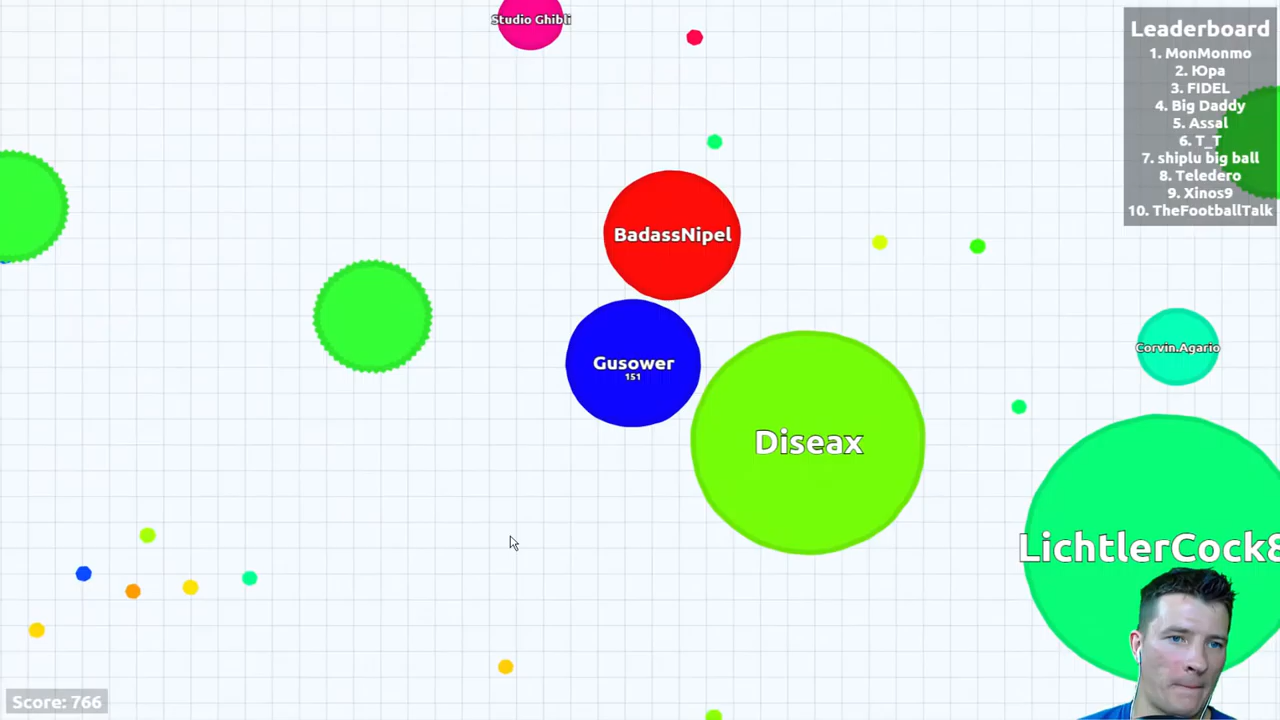 Studio Ghibli
Leaderboard
1. MonMonmo
2. Юра
3. FIDEL
4. Big Daddy
5. Assal
6. T_T
7. shiplu big ball
8. Teledero
9. Xinos9
10. TheFootballTalk
BadassNipel
Gusower
151
Corvin.Agario
Diseax
LichtlerCock8
Score: 766